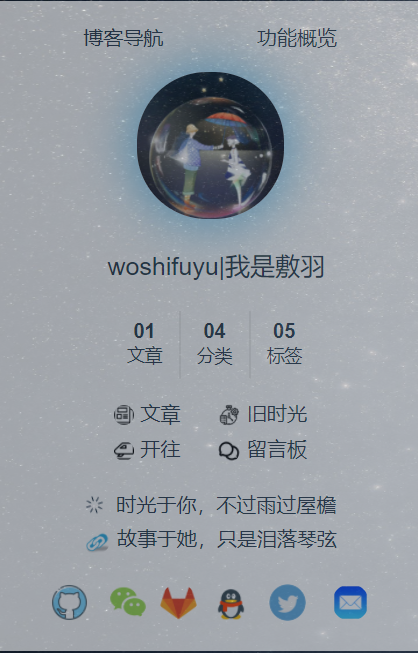 博客导航 功能概览
woshifuyu|我是敷羽
01 04 05
文章 分类 标签
文章 旧时光
开往 留言板
时光于你，不过雨过屋檐
故事于她，只是泪落琴弦